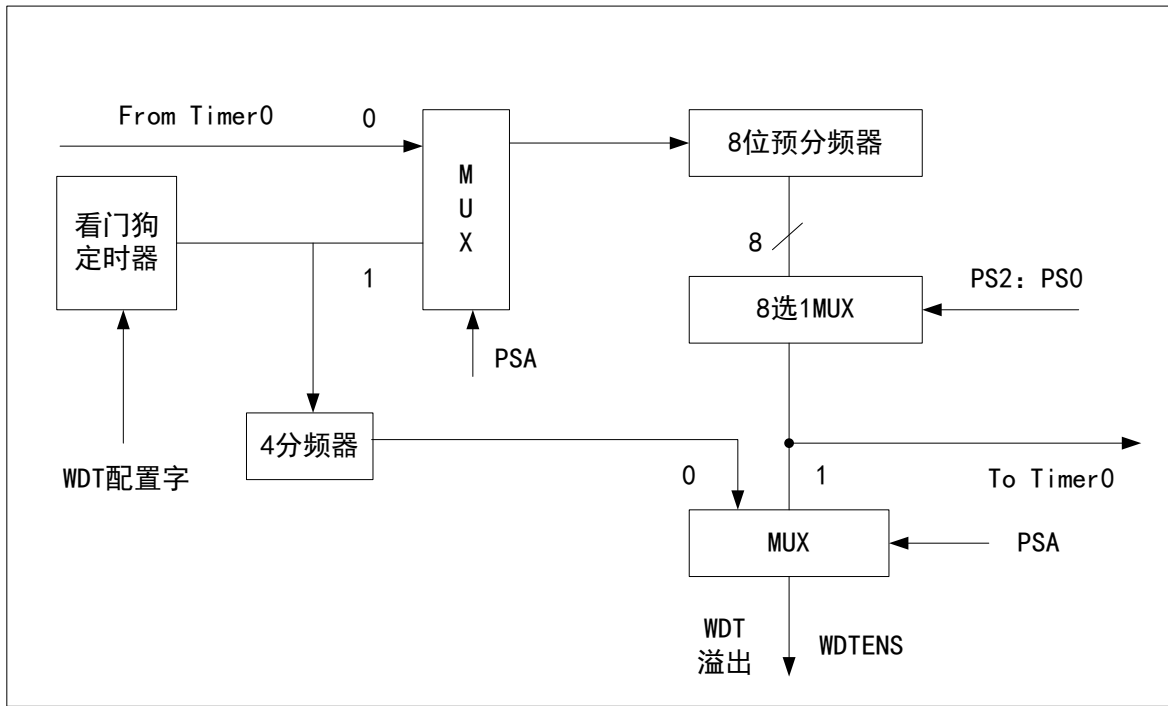 From Timer0
0
MUX
8位预分频器
看门狗
定时器
8
1
PS2：PS0
8选1MUX
PSA
4分频器
WDT配置字
0
1
To Timer0
MUX
PSA
WDT
溢出
WDTENS